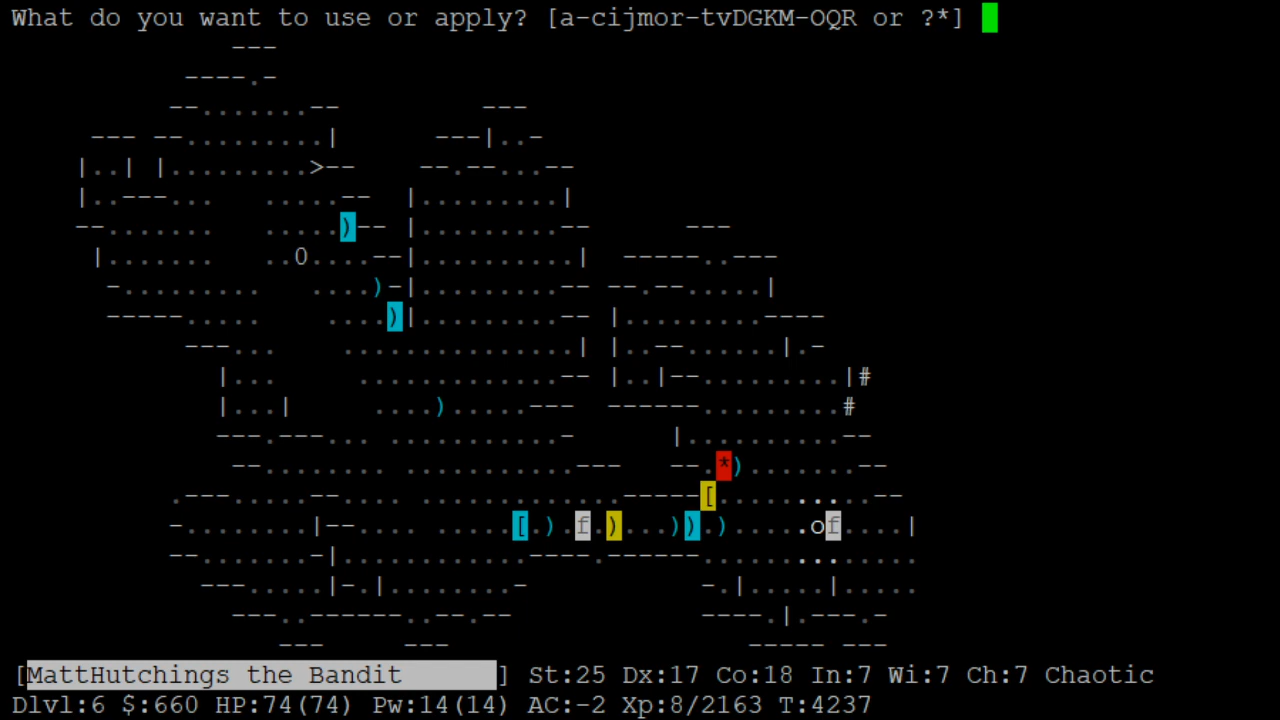 What do you want to use or apply? [a-cijmor-tvDGKM-OQR or ?*]
---
----.-
--.......-- ---
--- --.........| ---|..-
|..| |.........>-- --.--...--
|..---... .....-- |.........|
--....... .....)-- |.........-- ---
|....... ..O....--|..........| -----..---
-......... ....)-|.........-- --.--.....|
-----..... ....)|.........-- |.........----
---... ...............| |..--......|.-
|... .............-- |..|--.........|#
|...| ....).....--- ------.........#
---.---... ...........- |..........--
--........ ...........--- --.*).......--
.---.....-- .... .............-----[..........--
-........|--.... .....[.).f.)...)).)......of....|
--.......-|............----.------..............
---.....|-.|........- -.|.....|.....
---..------..--.-- ----.|.---.-
--- --- ----- ---
[MattHutchings the Bandit ] St:25 Dx:17 Co:18 In:7 Wi:7 Ch:7 Chaotic
Dlvl:6 $:660 HP:74(74) Pw:14(14) AC:-2 Xp:8/2163 T:4237